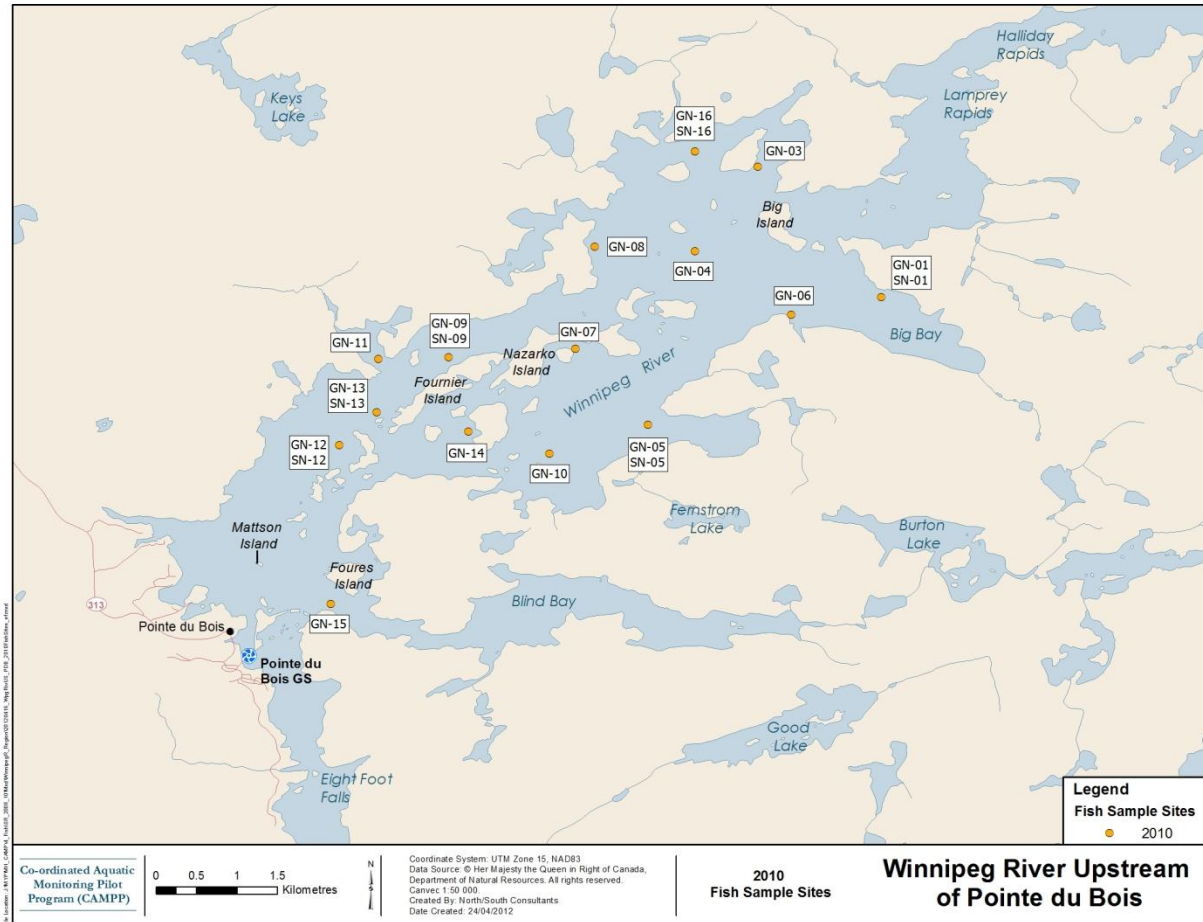 Halliday
Rapids
Keys
Lake
Lamprey
Rapids
GN-16
SN-16
GN-03
Big
Island
GN-08
GN-04
GN-01
SN-01
GN-06
Big Bay
GN-09
SN-09
GN-07
GN-11
Nazarko
Island
Fournier
Island
Winnipeg River
GN-13
SN-13
GN-12
SN-12
GN-14
GN-10
GN-05
SN-05
Fernstrom
Lake
Burton
Lake
Mattson
Island
Foures
Island
Blind Bay
313
GN-15
Pointe du Bois
Pointe du
Bois GS
Good
Lake
Eight Foot
Falls
Legend
Fish Sample Sites
2010
Co-ordinated Aquatic
Monitoring Pilot
Program (CAMPP)
0 0.5 1 1.5
Kilometres
N
Coordinate System: UTM Zone 15, NAD83
Data Source: © Her Majesty the Queen in Right of Canada,
Department of Natural Resources. All rights reserved.
Canvec 1:50 000.
Created By: North/South Consultants
Date Created: 24/04/2012
2010
Fish Sample Sites
Winnipeg River Upstream
of Pointe du Bois